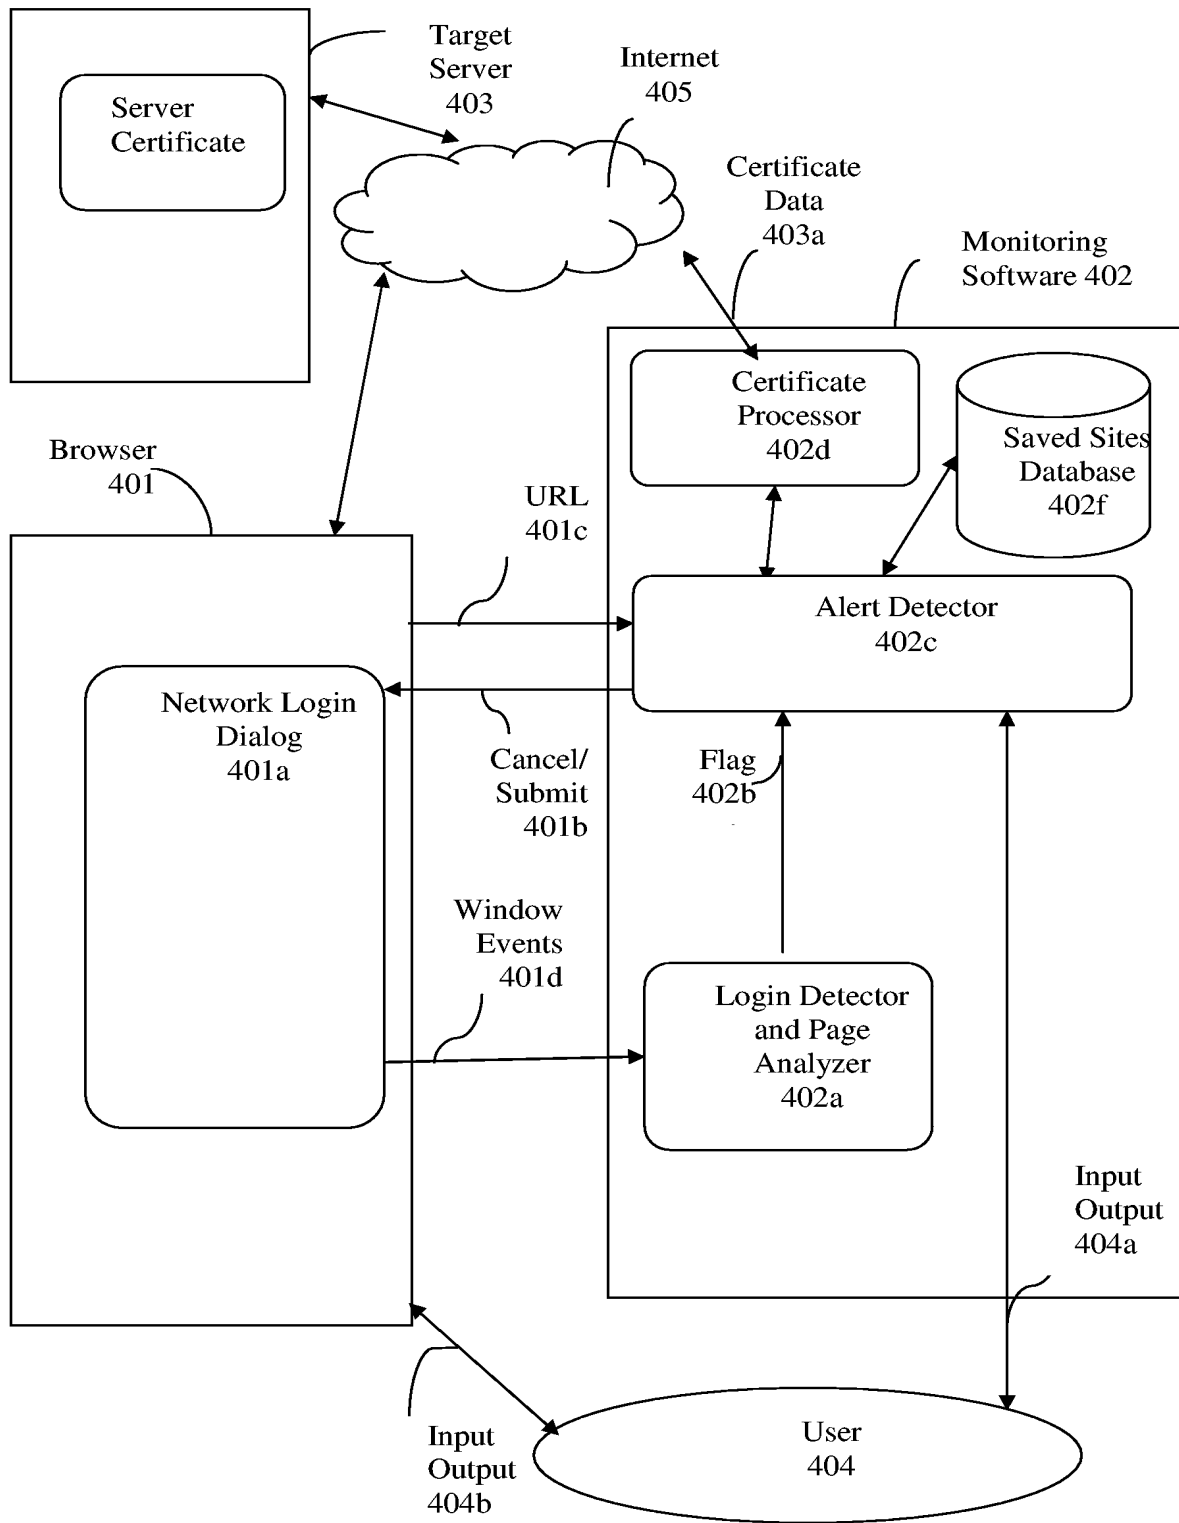 Target
Server
403
Internet
405
Server
Certificate
Certificate
Data
403a
Monitoring
Software 402
Certificate
Processor
402d
Saved Sites
Database
402f
Browser
401
URL
401c
Alert Detector
402c
Network Login
Dialog
401a
Cancel/
Submit
401b
Flag
402b
Window
Events
401d
Login Detector
and Page
Analyzer
402a
Input
Output
404a
Input
Output
404b
User
404